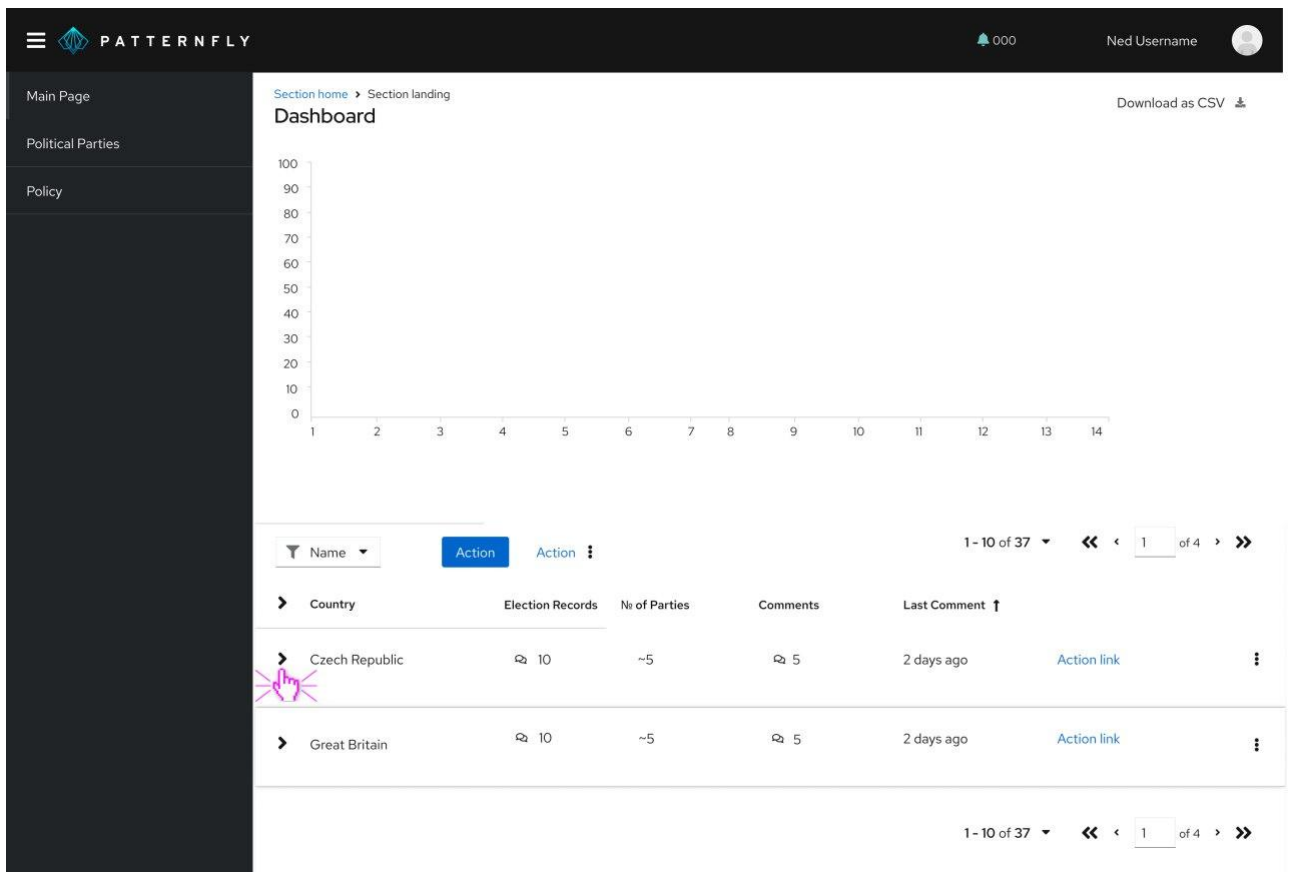 PATTERNFLY 000 Ned Username
Main Page
Political Parties
Policy
Section home Section landing
Dashboard
Download as CSV
100
90
80
70
60
50
40
30
20
10
0
1 2 3 4 5 6 7 8 9 10 11 12 13 14
Name Action Action 1 - 10 of 37 1 of 4
Country Election Records № of Parties Comments Last Comment
Czech Republic 10 ~5 5 2 days ago Action link
Great Britain 10 ~5 5 2 days ago Action link
1 - 10 of 37 1 of 4